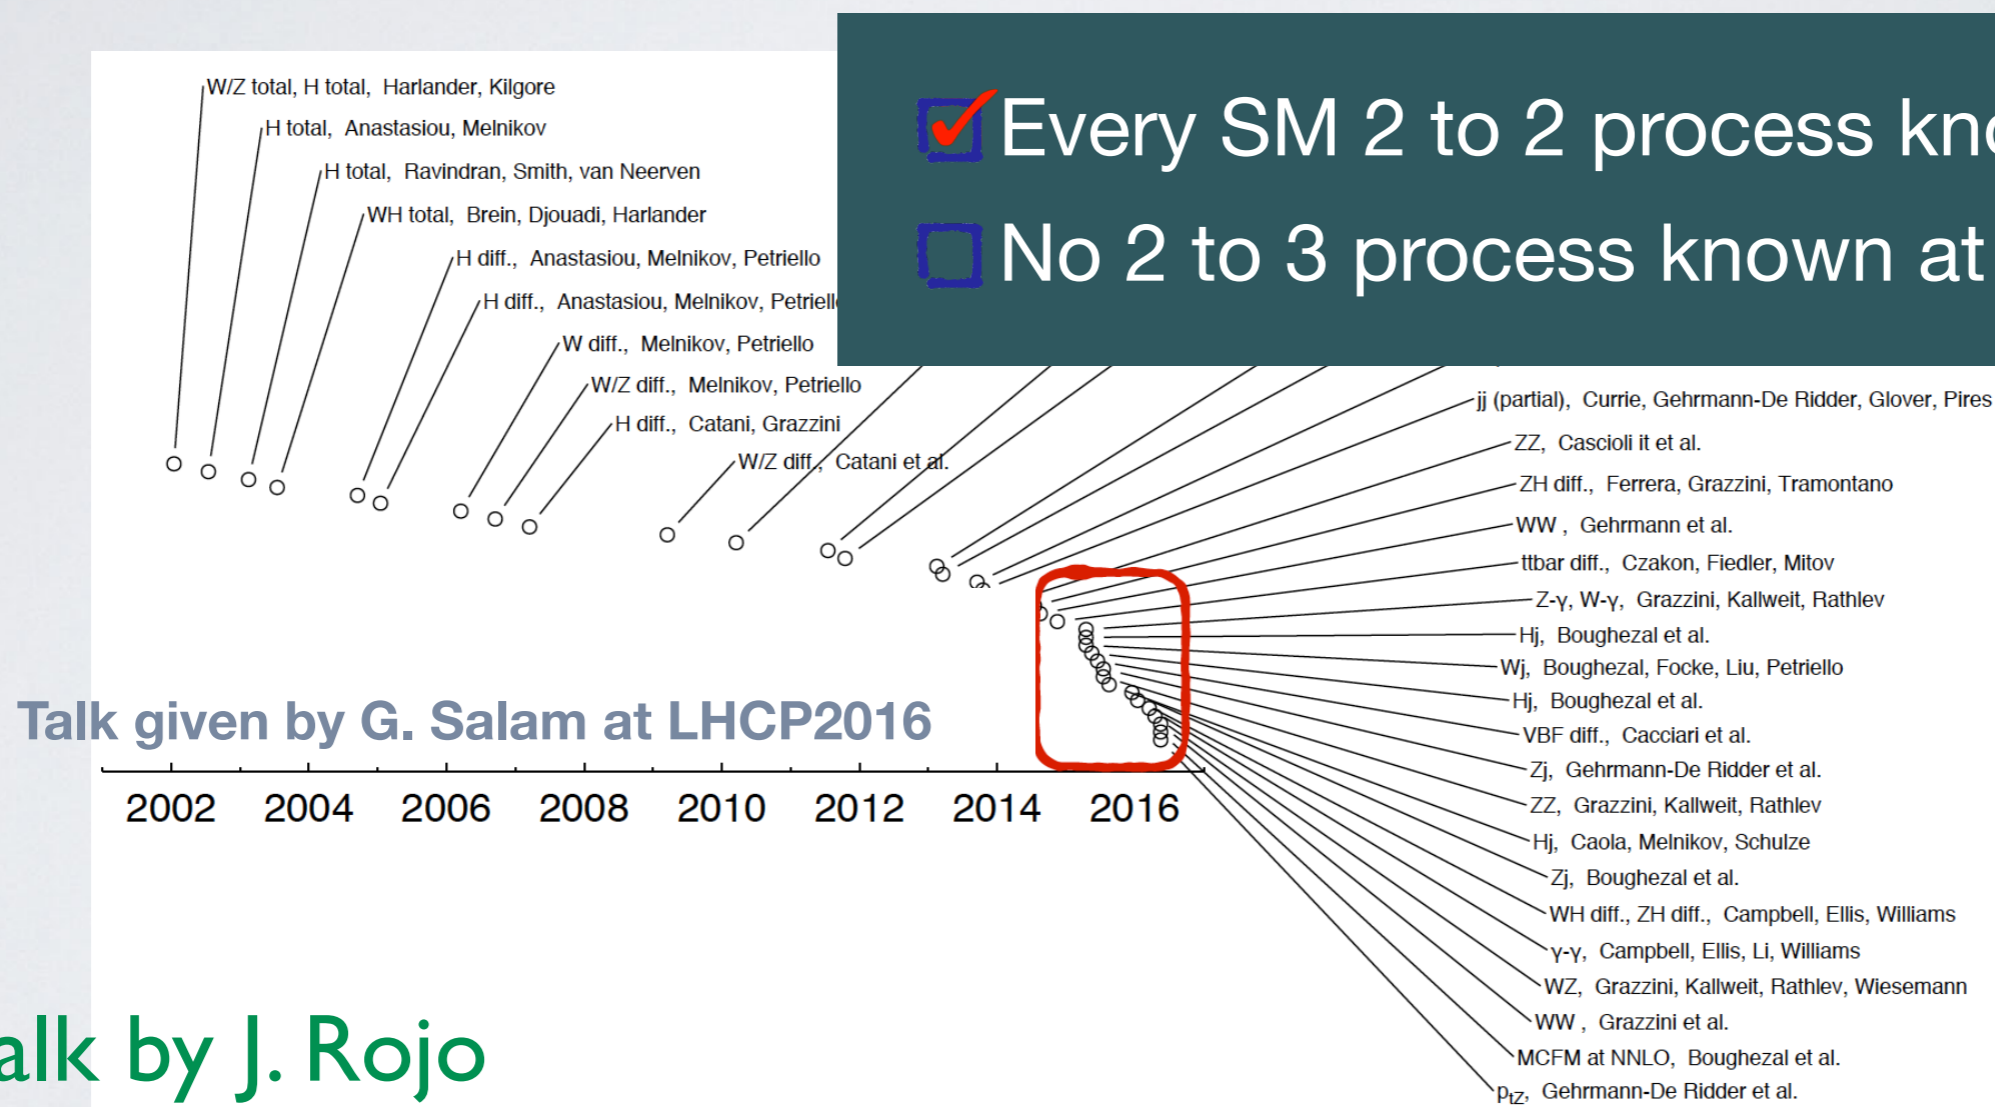 W/Z total, H total, Harlander, Kilgore
H total, Anastasiou, Melnikov
H total, Ravindran, Smith, van Neerven
WH total, Brein, Djouadi, Harlander
H diff., Anastasiou, Melnikov, Petriello
H diff., Anastasiou, Melnikov,
W diff., Melnikov, Petriello
W/Z diff., Melnikov, Petriello
H diff., Catani, Grazzini
W/Z diff., Catani et al.
Every SM 2 to 2 process
No 2 to 3 process known at
jj (partial), Currie, Gehrmann-De Ridder, Glover, Pires
ZZ, Cascioli it et al.
ZH diff., Ferrera, Grazzini, Tramontano
WW , Gehrmann et al.
ttbar diff., Czakon, Fiedler, Mitov
Z-γ, W-γ, Grazzini, Kallweit, Rathlev
Hj, Boughezal et al.
Wj, Boughezal, Focke, Liu, Petriello
Hj, Boughezal et al.
VBF diff., Cacciari et al.
Zj, Gehrmann-De Ridder et al.
ZZ, Grazzini, Kallweit, Rathlev
Hj, Caola, Melnikov, Schulze
Zj, Boughezal et al.
WH diff., ZH diff., Campbell, Ellis, Williams
γ-γ, Campbell, Ellis, Li, Williams
WZ, Grazzini, Kallweit, Rathlev, Wiesemann
WW , Grazzini et al.
MCFM at NNLO, Boughezal et al.
ptZ, Gehrmann-De Ridder et al.
Talk given by G. Salam at LHCP2016
2002 2004 2006 2008 2010 2012 2014 2016
alk by J. Rojo